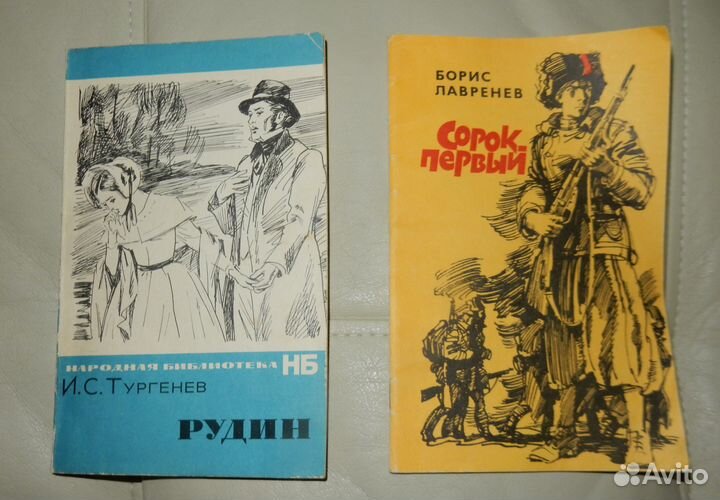 НАРОДНАЯ БИБЛИОТЕКА НБ
И.С. ТУРГЕНЕВ
РУДИН
БОРИС
ЛАВРЕНЕВ
СОРОК-
ПЕРВЫЙ
Avito